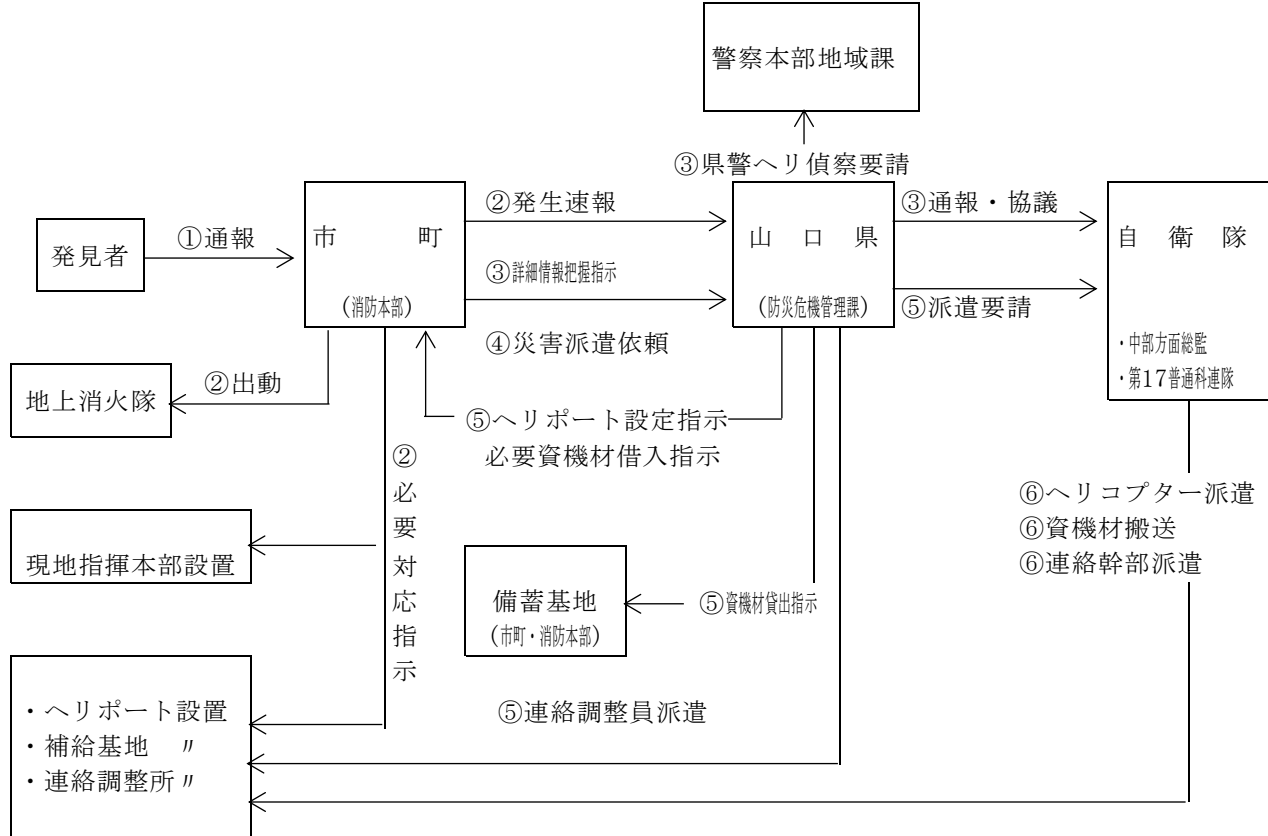 警察本部地域課
③県警ヘリ偵察要請
発見者
①通報
市　　町
(消防本部)
②発生速報
③詳細情報把握指示
④災害派遣依頼
山　口　県
(防災危機管理課)
③通報・協議
⑤派遣要請
自　衛　隊
・中部方面総監
・第17普通科連隊
地上消火隊
②出動
⑤ヘリポート設定指示
必要資機材借入指示
②必要対応指示
現地指揮本部設置
備蓄基地
(市町・消防本部)
⑤資機材貸出指示
⑥ヘリコプター派遣
⑥資機材搬送
⑥連絡幹部派遣
・ヘリポート設置
・補給基地　〃
・連絡調整所〃
⑤連絡調整員派遣